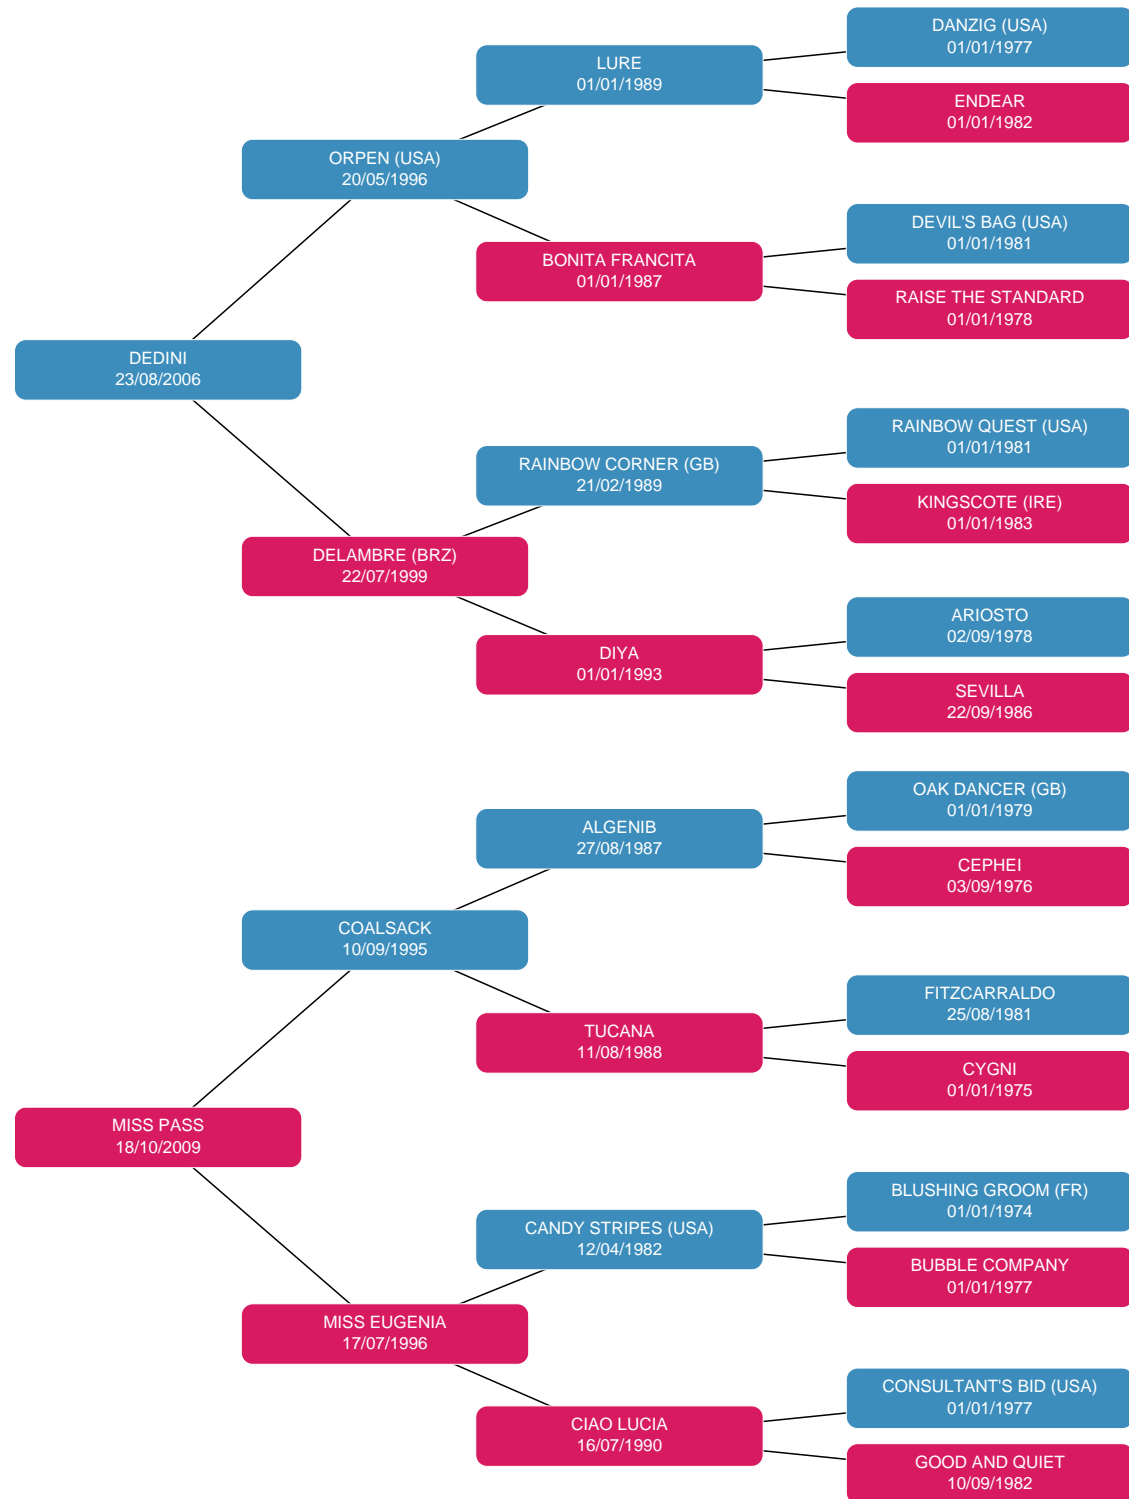 DANZIG (USA)
01/01/1977
LURE
01/01/1989
ENDEAR
01/01/1982
ORPEN (USA)
20/05/1996
DEVIL'S BAG (USA)
01/01/1981
BONITA FRANCITA
01/01/1987
RAISE THE STANDARD
01/01/1978
DEDINI
23/08/2006
RAINBOW QUEST (USA)
01/01/1981
RAINBOW CORNER (GB)
21/02/1989
KINGSCOTE (IRE)
01/01/1983
DELAMBRE (BRZ)
22/07/1999
ARIOSTO
02/09/1978
DIYA
01/01/1993
SEVILLA
22/09/1986
OAK DANCER (GB)
01/01/1979
ALGENIB
27/08/1987
CEPHEI
03/09/1976
COALSACK
10/09/1995
FITZCARRALDO
25/08/1981
TUCANA
11/08/1988
CYGNI
01/01/1975
MISS PASS
18/10/2009
BLUSHING GROOM (FR)
01/01/1974
CANDY STRIPES (USA)
12/04/1982
BUBBLE COMPANY
01/01/1977
MISS EUGENIA
17/07/1996
CONSULTANT'S BID (USA)
01/01/1977
CIAO LUCIA
16/07/1990
GOOD AND QUIET
10/09/1982